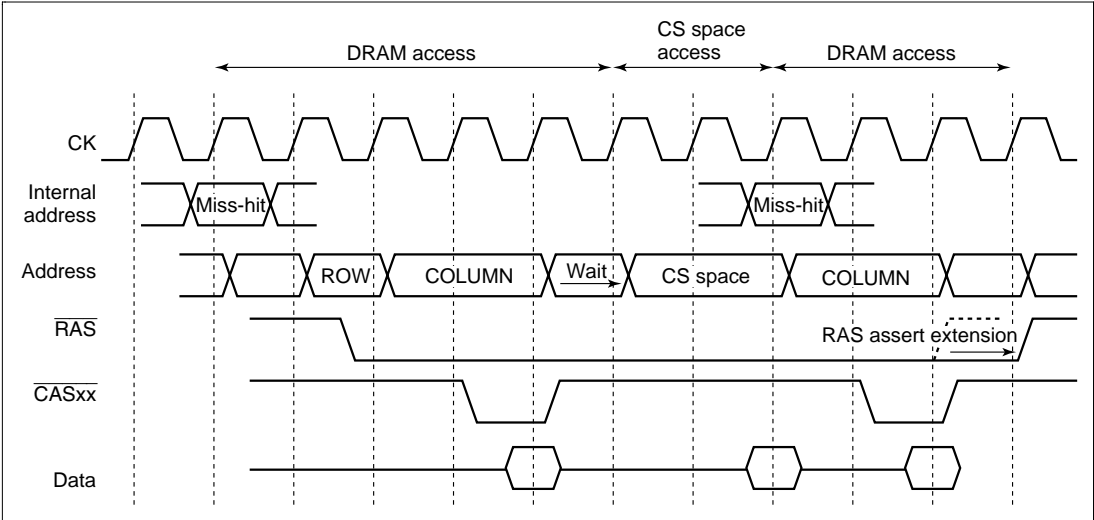 CS space
access
DRAM access
DRAM access
CK
Internal
address
Miss-hit
Miss-hit
Address
ROW
COLUMN
Wait
CS space
COLUMN
RAS
RAS assert extension
CASxx
Data